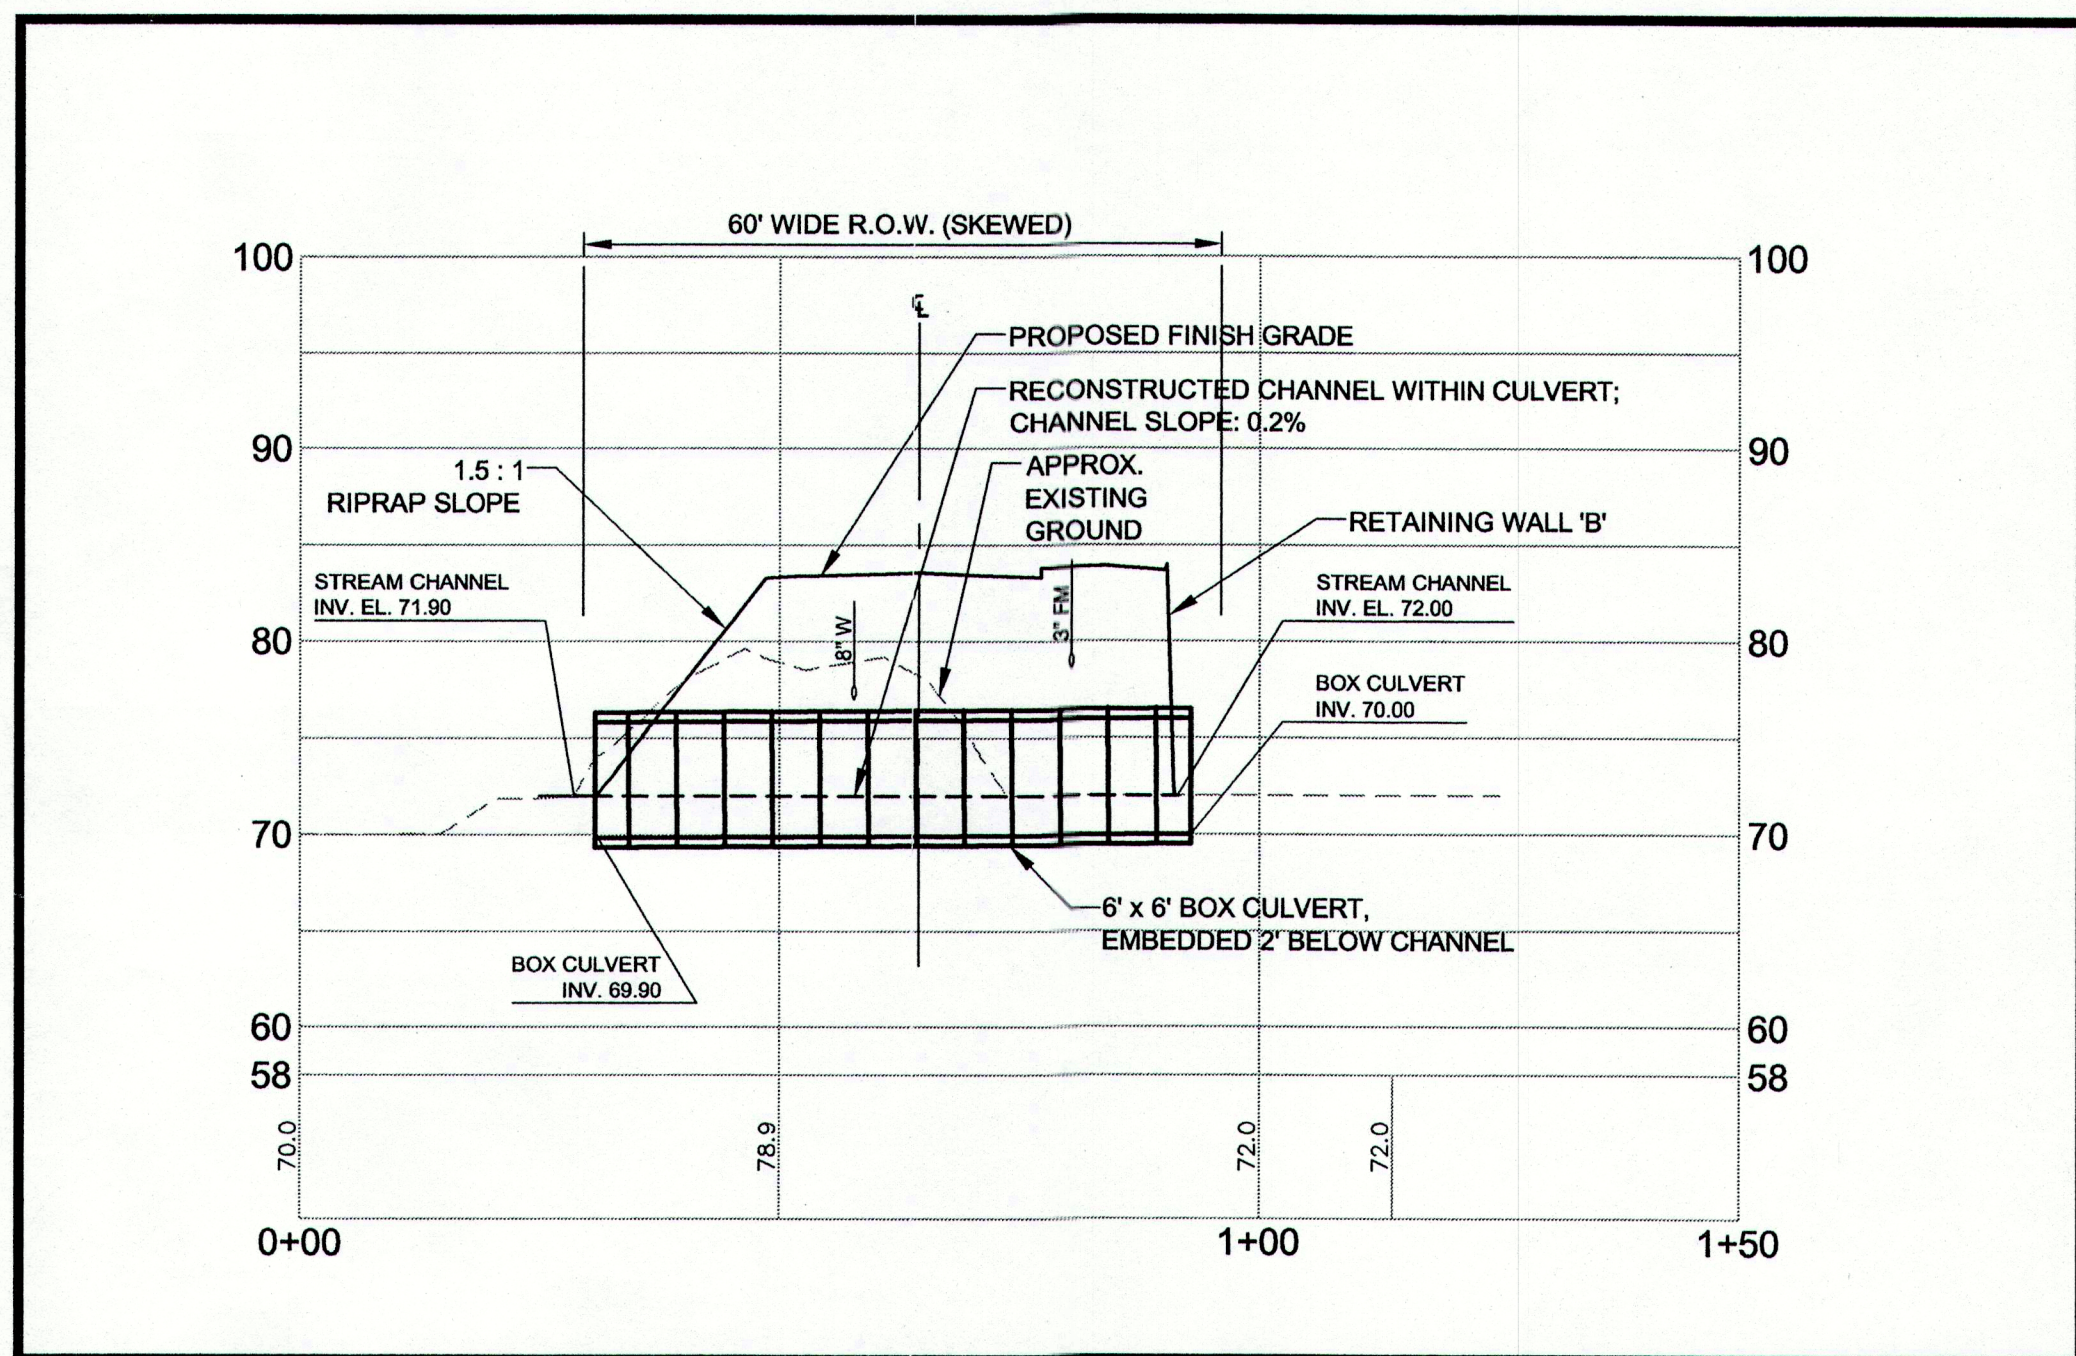 60' WIDE R.O.W. (SKEWED)
100
100
℄
PROPOSED FINISH GRADE
RECONSTRUCTED CHANNEL WITHIN CULVERT;
CHANNEL SLOPE: 0.2%
90
90
1.5 : 1
RIPRAP SLOPE
APPROX.
EXISTING
GROUND
RETAINING WALL 'B'
STREAM CHANNEL
INV. EL. 71.90
STREAM CHANNEL
INV. EL. 72.00
8" W
3" FM
80
80
BOX CULVERT
INV. 70.00
70
70
6' x 6' BOX CULVERT,
EMBEDDED 2' BELOW CHANNEL
BOX CULVERT
INV. 69.90
60
60
58
58
70.0
78.9
72.0
72.0
0+00
1+00
1+50